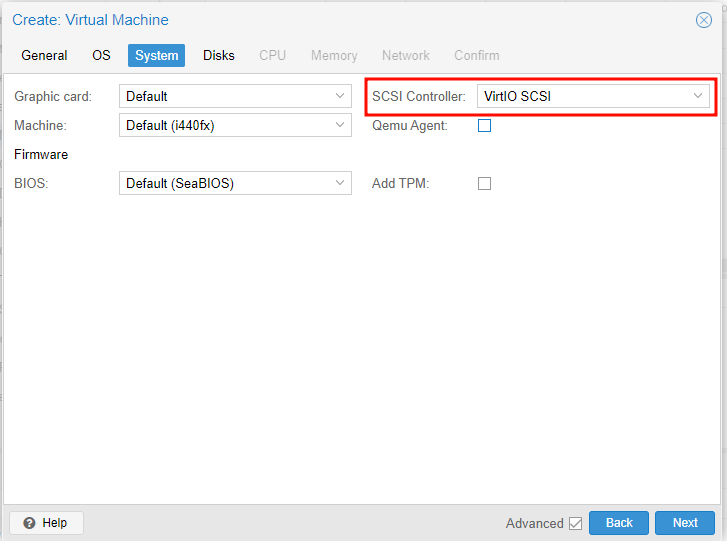 Create: Virtual Machine
General OS System Disks CPU Memory Network Confirm
Graphic card: Default SCSI Controller: VirtIO SCSI
Machine: Default (i440fx) Qemu Agent:
Firmware
BIOS: Default (SeaBIOS) Add TPM:
Help Advanced Back Next